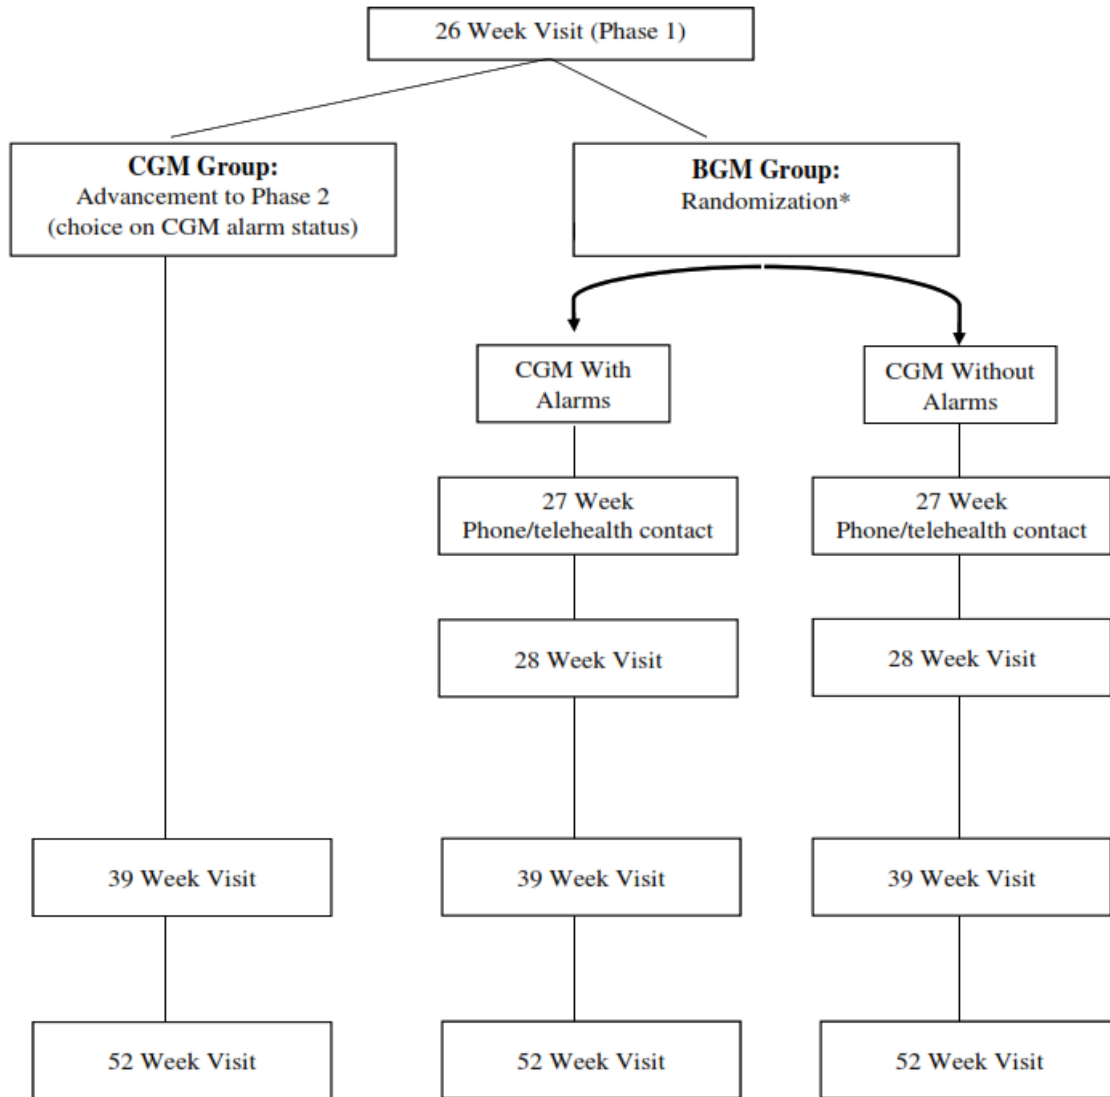 26 Week Visit (Phase 1)
CGM Group:
Advancement to Phase 2
(choice on CGM alarm status)
BGM Group:
Randomization*
CGM With
Alarms
CGM Without
Alarms
27 Week
Phone/telehealth contact
27 Week
Phone/telehealth contact
28 Week Visit
28 Week Visit
39 Week Visit
39 Week Visit
39 Week Visit
52 Week Visit
52 Week Visit
52 Week Visit